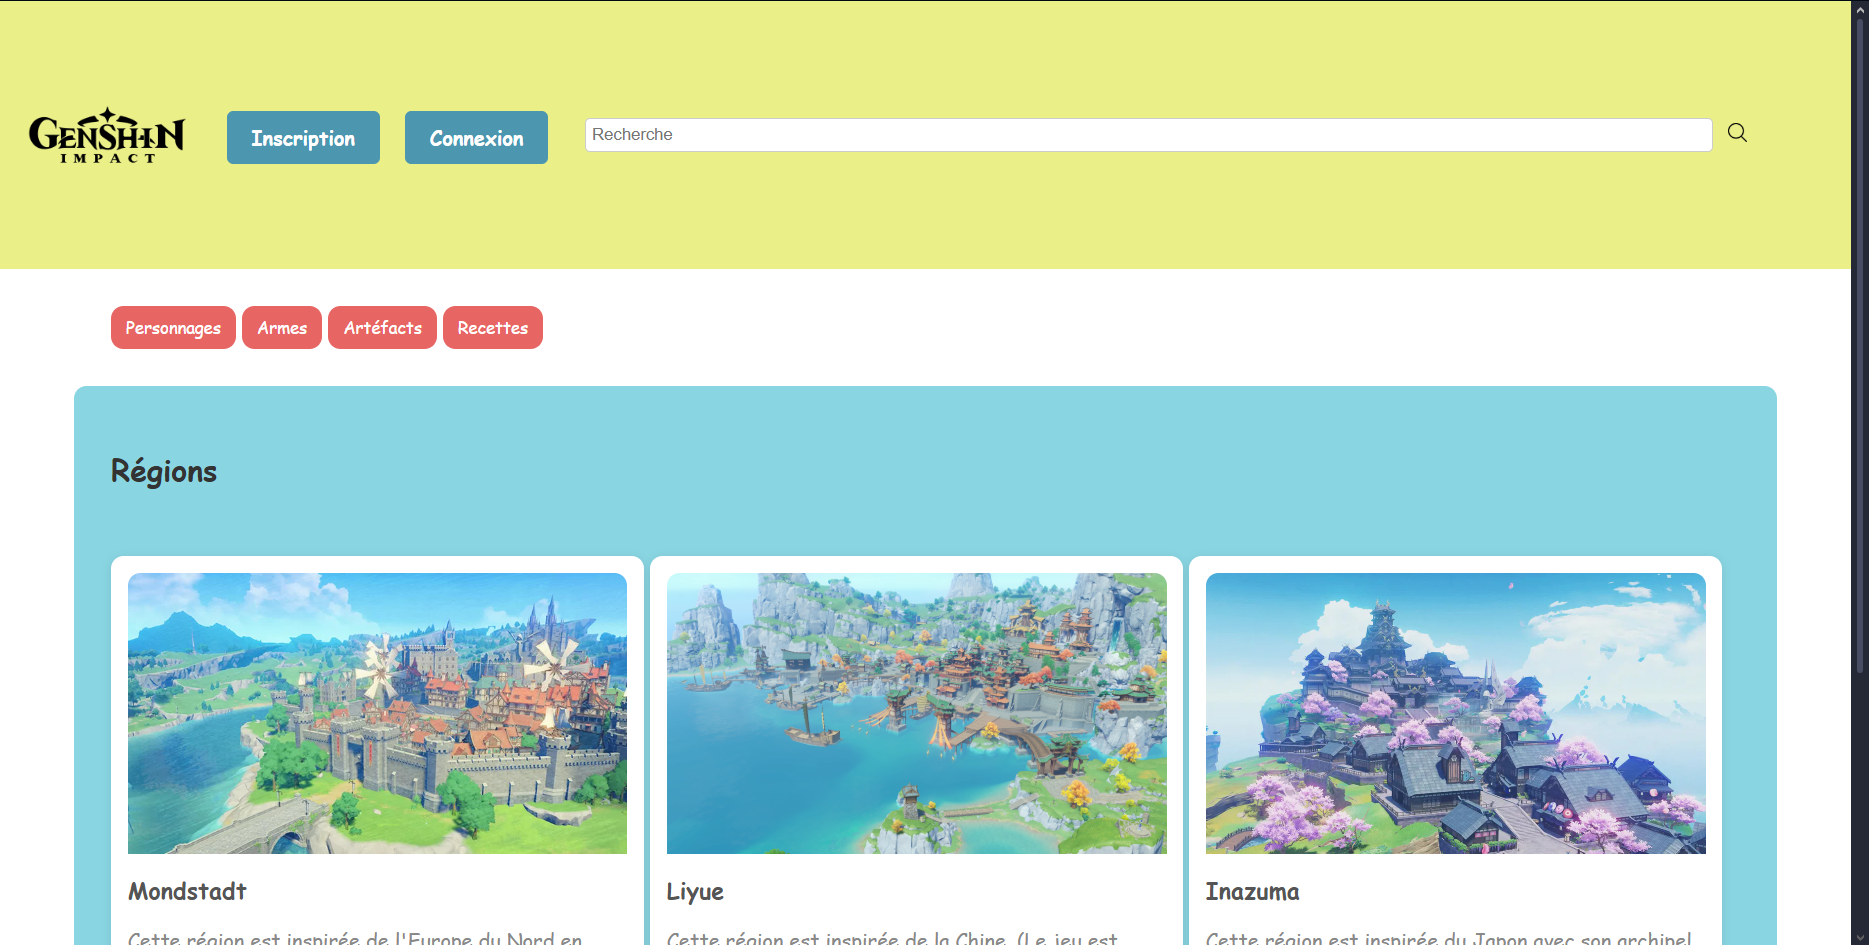 GENSHIN
IMPACT
Inscription
Connexion
Recherche
Personnages
Armes
Artéfacts
Recettes
Régions
Mondstadt
Cette région est inspirée de l'Europe du Nord en
Liyue
Cette région est inspirée de la Chine. (Le jeu est
Inazuma
Cette région est inspirée du Japon avec son archipel